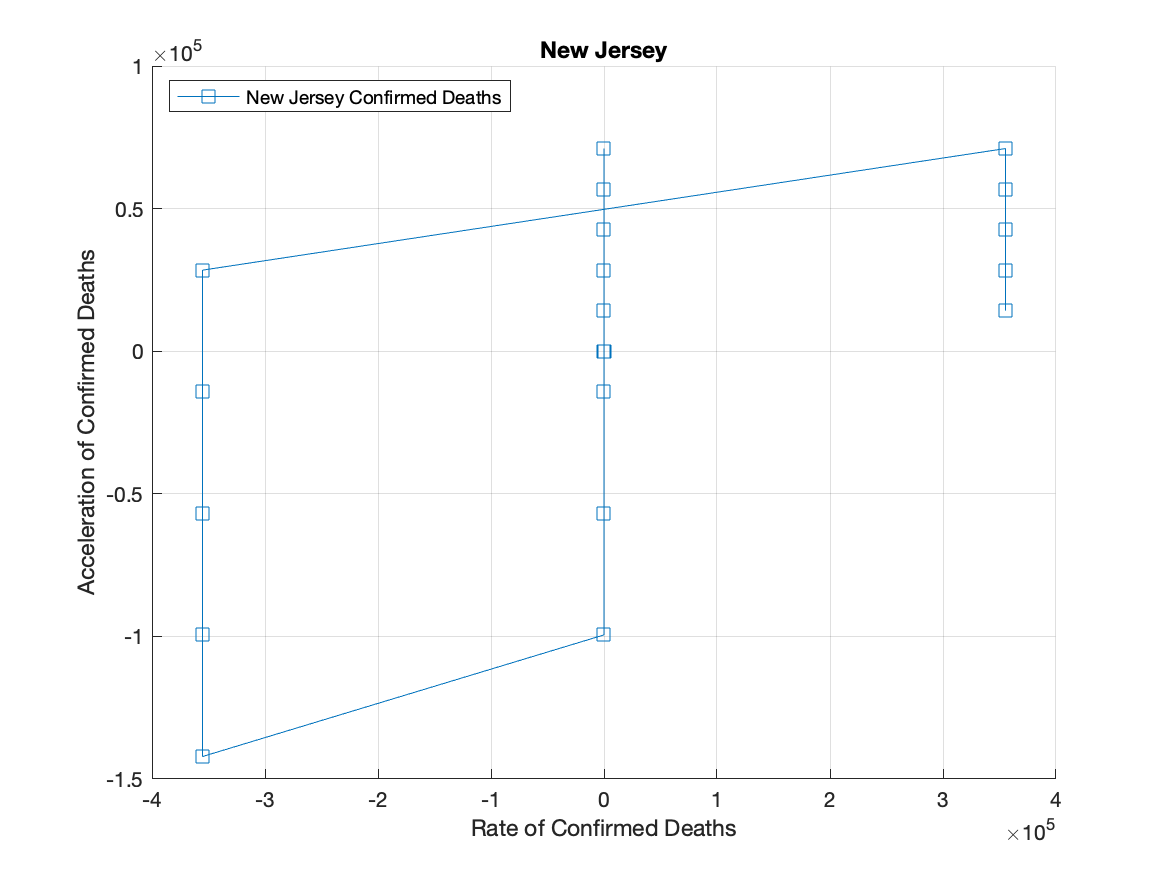 New Jersey
×10^5
New Jersey Confirmed Deaths
1
0.5
0
-0.5
-1
-1.5
Acceleration of Confirmed Deaths
-4 -3 -2 -1 0 1 2 3 4
Rate of Confirmed Deaths
×10^5